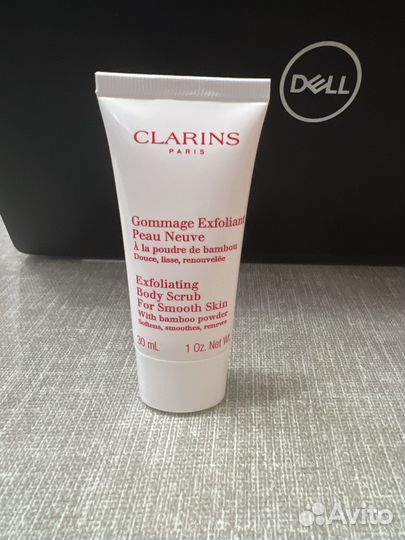 DELL
CLARINS
PARIS
Gommage Exfoliant
Peau Neuve
À la poudre de bambou
Douce, lisse, renouvelée
Exfoliating
Body Scrub
For Smooth Skin
With bamboo powder
Softens, smoothes, renews
30 mL 1 Oz. Net
Avito